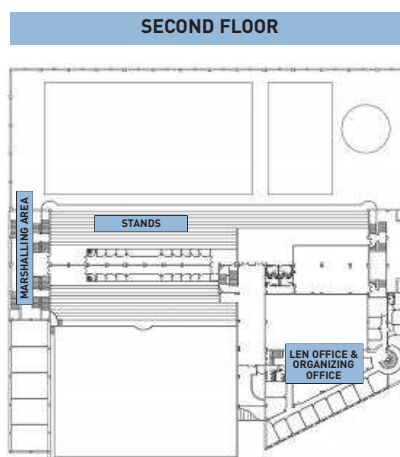 SECOND FLOOR
MARSHALLING AREA
STANDS
LEN OFFICE &
ORGANIZING
OFFICE